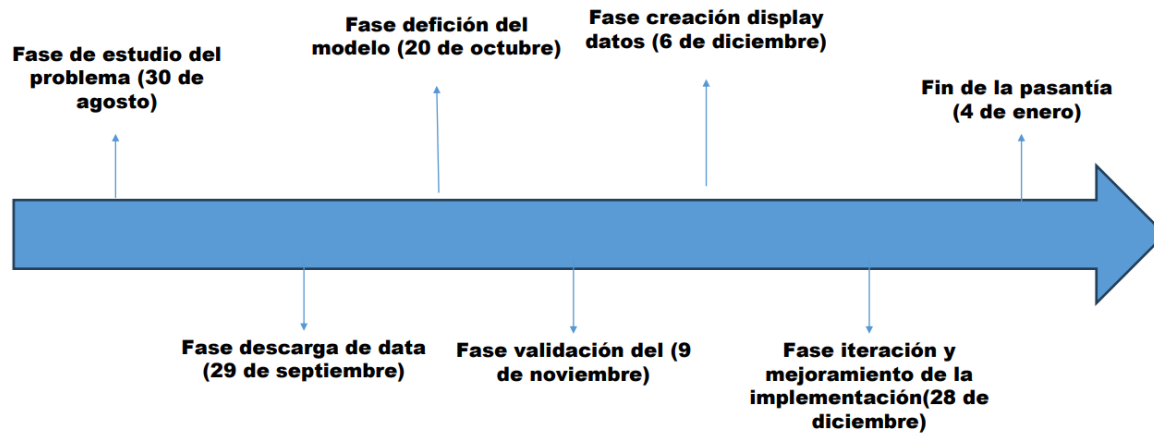 Fase de estudio del
problema (30 de
agosto)
Fase defición del
modelo (20 de octubre)
Fase creación display
datos (6 de diciembre)
Fin de la pasantía
(4 de enero)
Fase descarga de data
(29 de septiembre)
Fase validación del (9
de noviembre)
Fase iteración y
mejoramiento de la
implementación(28 de
diciembre)